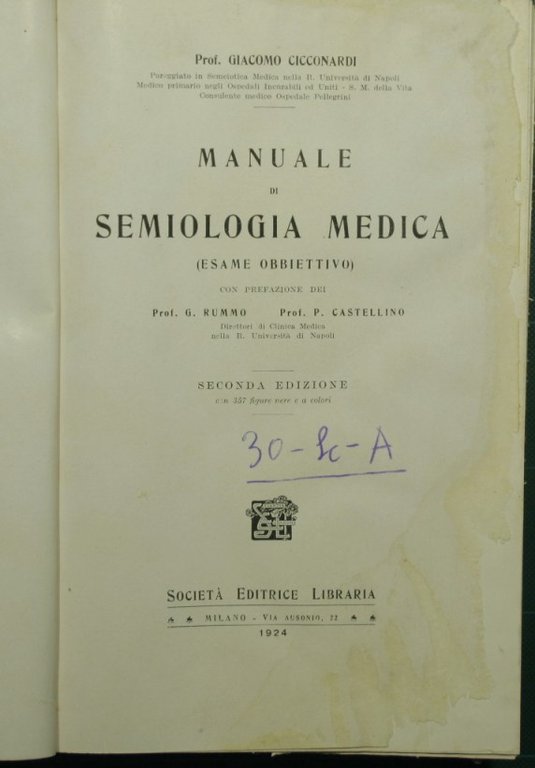 Prof. GIACOMO CICCONARDI
Pareggiato in Semeiotica Medica nella R. Università di Napoli
Medico primario negli Ospedali Incurabili ed Uniti - S. M. della Vita
Consulente medico Ospedale Pellegrini
MANUALE
DI
SEMIOLOGIA MEDICA
(ESAME OBBIETTIVO)
CON PREFAZIONE DEI
Prof. G. RUMMO Prof. P. CASTELLINO
Direttori di Clinica Medica
nella R. Università di Napoli
SECONDA EDIZIONE
con 357 figure nere e a colori
30-Sc-A
SOCIETÀ EDITRICE LIBRARIA
MILANO - VIA AUSONIO, 22
1924